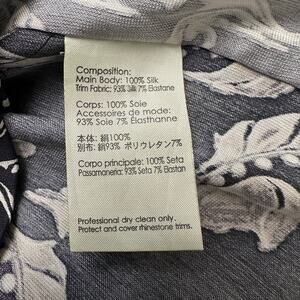 Composition:
Main Body: 100% Silk
Trim Fabric: 93% 7% Elastane
Corps: 100% Soie
Accessoires de mode:
93% Soie 7% Elasthanne
本体: 絹100%
別布: 絹93% ポリウレタン7%
Corpo principale: 100% Seta
Passamaneria: 93% Seta 7% Elastan
Professional dry clean only.
Protect and cover rhinestone trims.